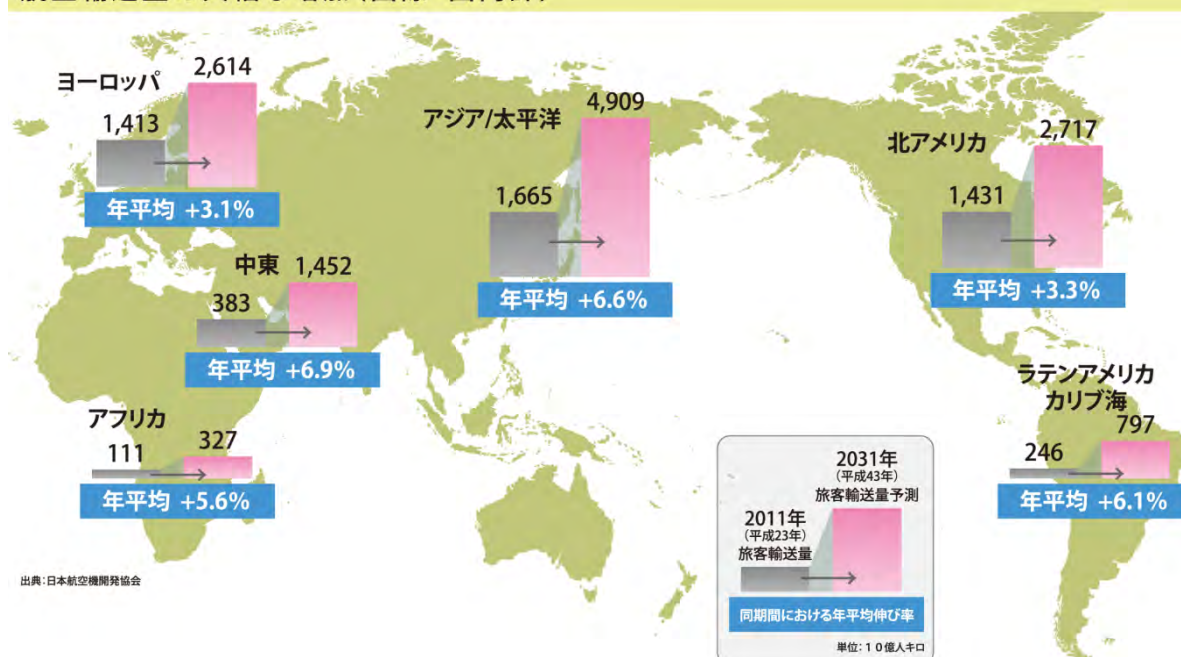 ヨーロッパ
1,413
2,614
年平均 +3.1%
中東
383
1,452
年平均 +6.9%
アフリカ
111
327
年平均 +5.6%
アジア/太平洋
1,665
4,909
年平均 +6.6%
北アメリカ
1,431
2,717
年平均 +3.3%
ラテンアメリカ
カリブ海
246
797
年平均 +6.1%
2031年
(平成43年)
旅客輸送量予測
2011年
(平成23年)
旅客輸送量
同期間における年平均伸び率
単位:10億人キロ
出典:日本航空機開発協会